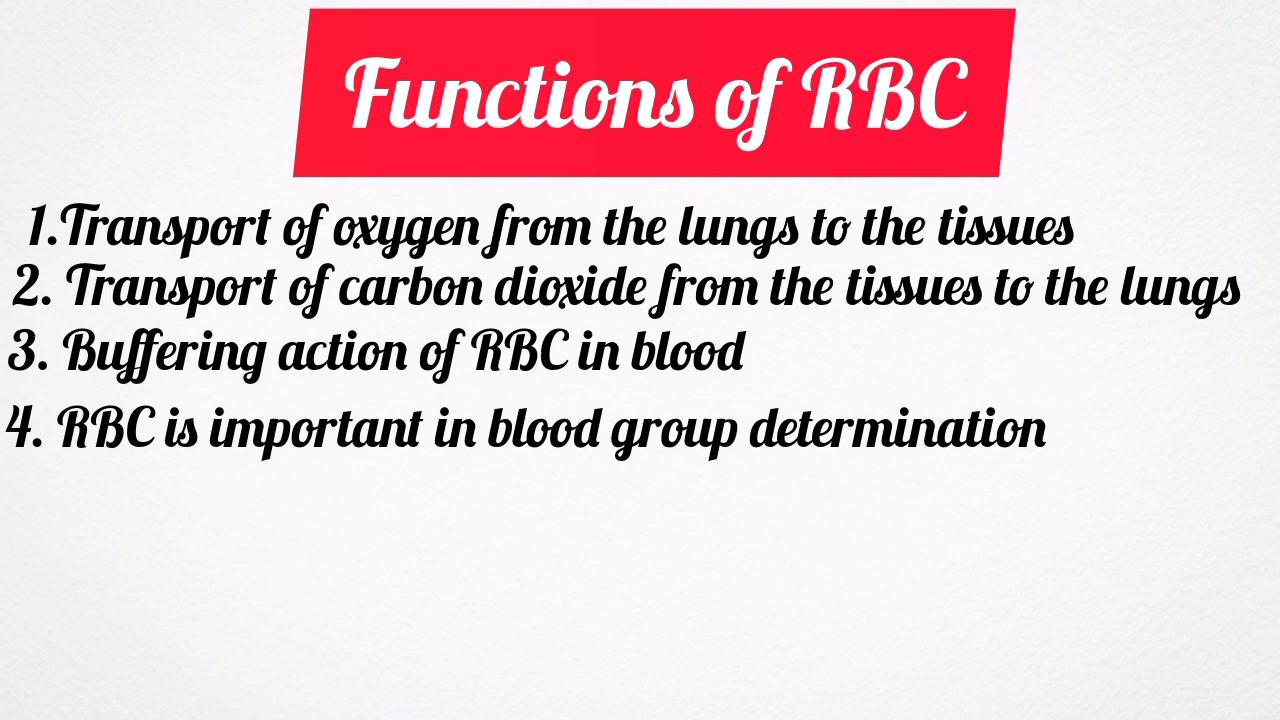 Functions of RBC
1.Transport of oxygen from the lungs to the tissues
2. Transport of carbon dioxide from the tissues to the lungs
3. Buffering action of RBC in blood
4. RBC is important in blood group determination